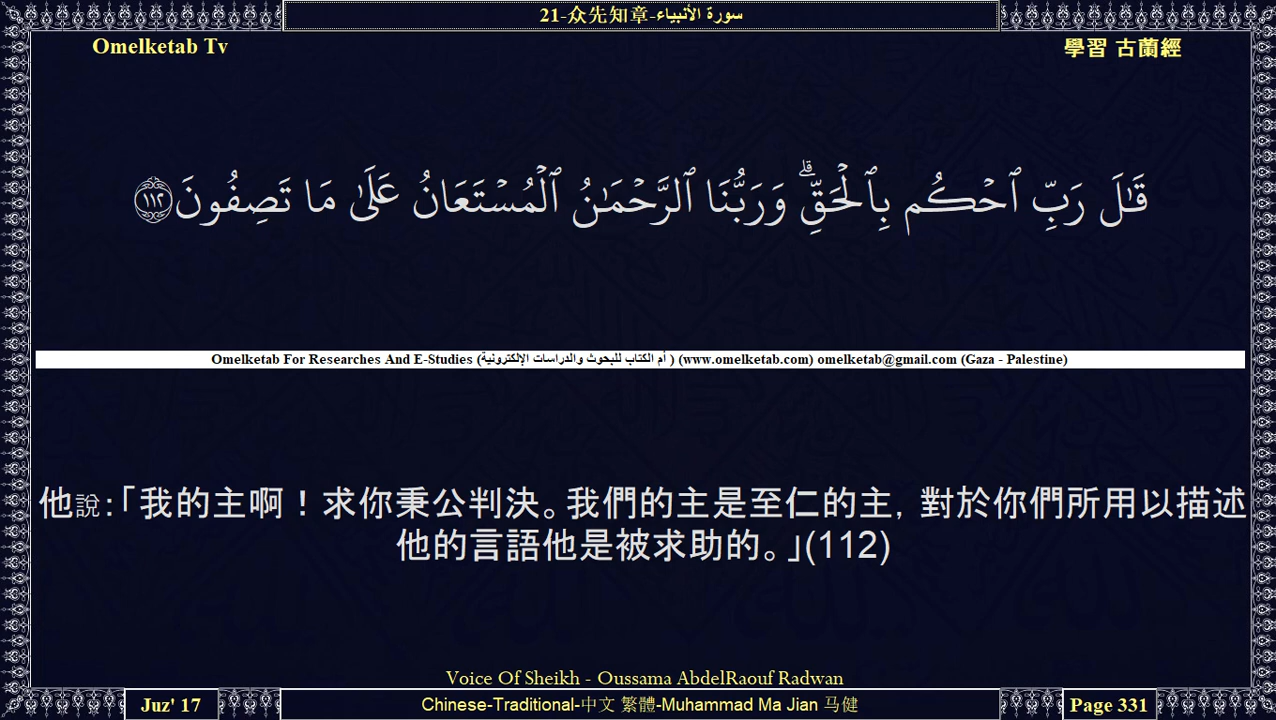 21-众先知章-سورة الأنبياء
Omelketab Tv
學習 古蘭經
قَـٰلَ رَبِّ ٱحۡكُم بِٱلۡحَقِّۗ وَرَبُّنَا ٱلرَّحۡمَـٰنُ ٱلۡمُسۡتَعَانُ عَلَىٰ مَا تَصِفُونَ ١١٢
Omelketab For Researches And E-Studies (أم الكتاب للبحوث والدراسات الإلكترونية ) (www.omelketab.com) omelketab@gmail.com (Gaza - Palestine)
他說:「我的主啊！求你秉公判決。我們的主是至仁的主，對於你們所用以描述
他的言語他是被求助的。」(112)
Voice Of Sheikh - Oussama AbdelRaouf Radwan
Juz' 17
Chinese-Traditional-中文 繁體-Muhammad Ma Jian 马健
Page 331